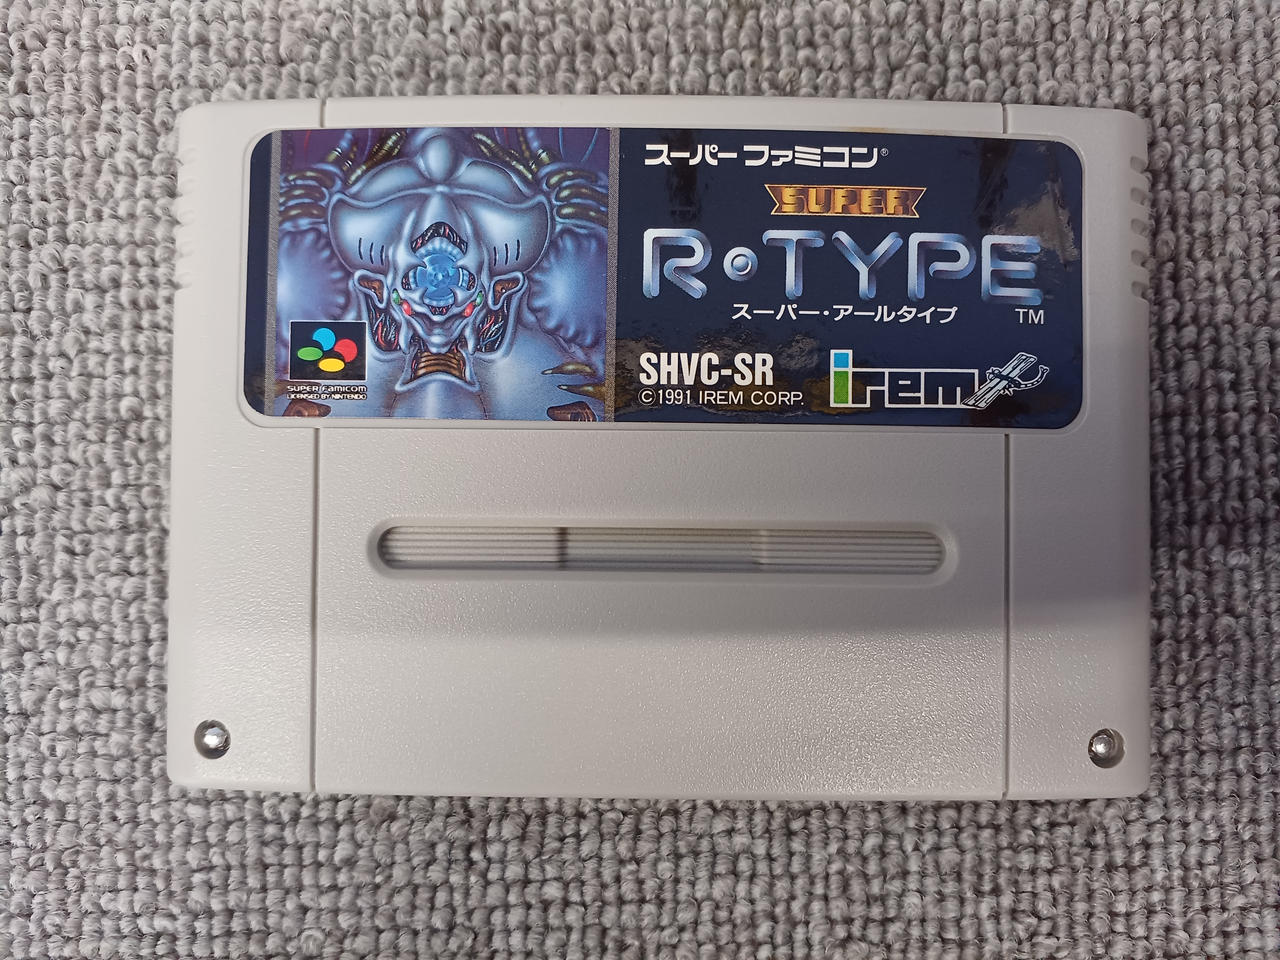 スーパーファミコン®
SUPER
R•TYPE
スーパー・アールタイプ TM
SHVC-SR
©1991 IREM CORP.
irem
SUPER FAMICOM
LICENSED BY NINTENDO